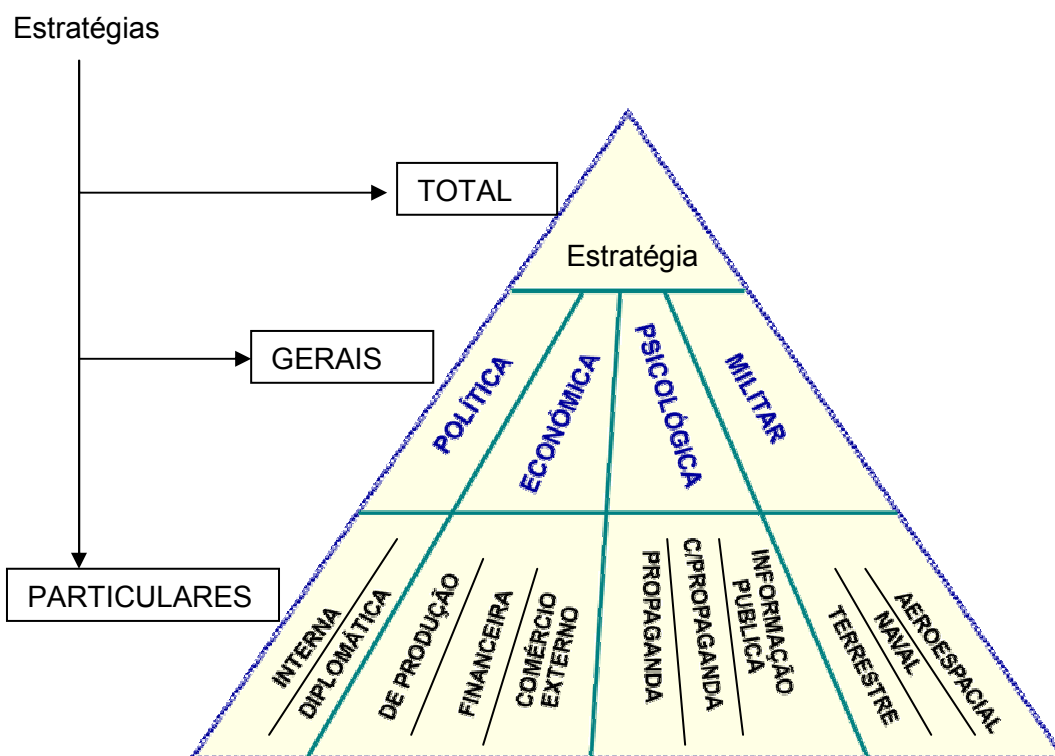 Estratégias
TOTAL
Estratégia
GERAIS
POLÍTICA
ECONÓMICA
PSICOLÓGICA
MILITAR
PARTICULARES
INTERNA
DIPLOMÁTICA
DE PRODUÇÃO
FINANCEIRA
COMÉRCIO
EXTERNO
PROPAGANDA
C/PROPAGANDA
INFORMAÇÃO
PUBLICA
TERRESTRE
NAVAL
AEROESPACIAL